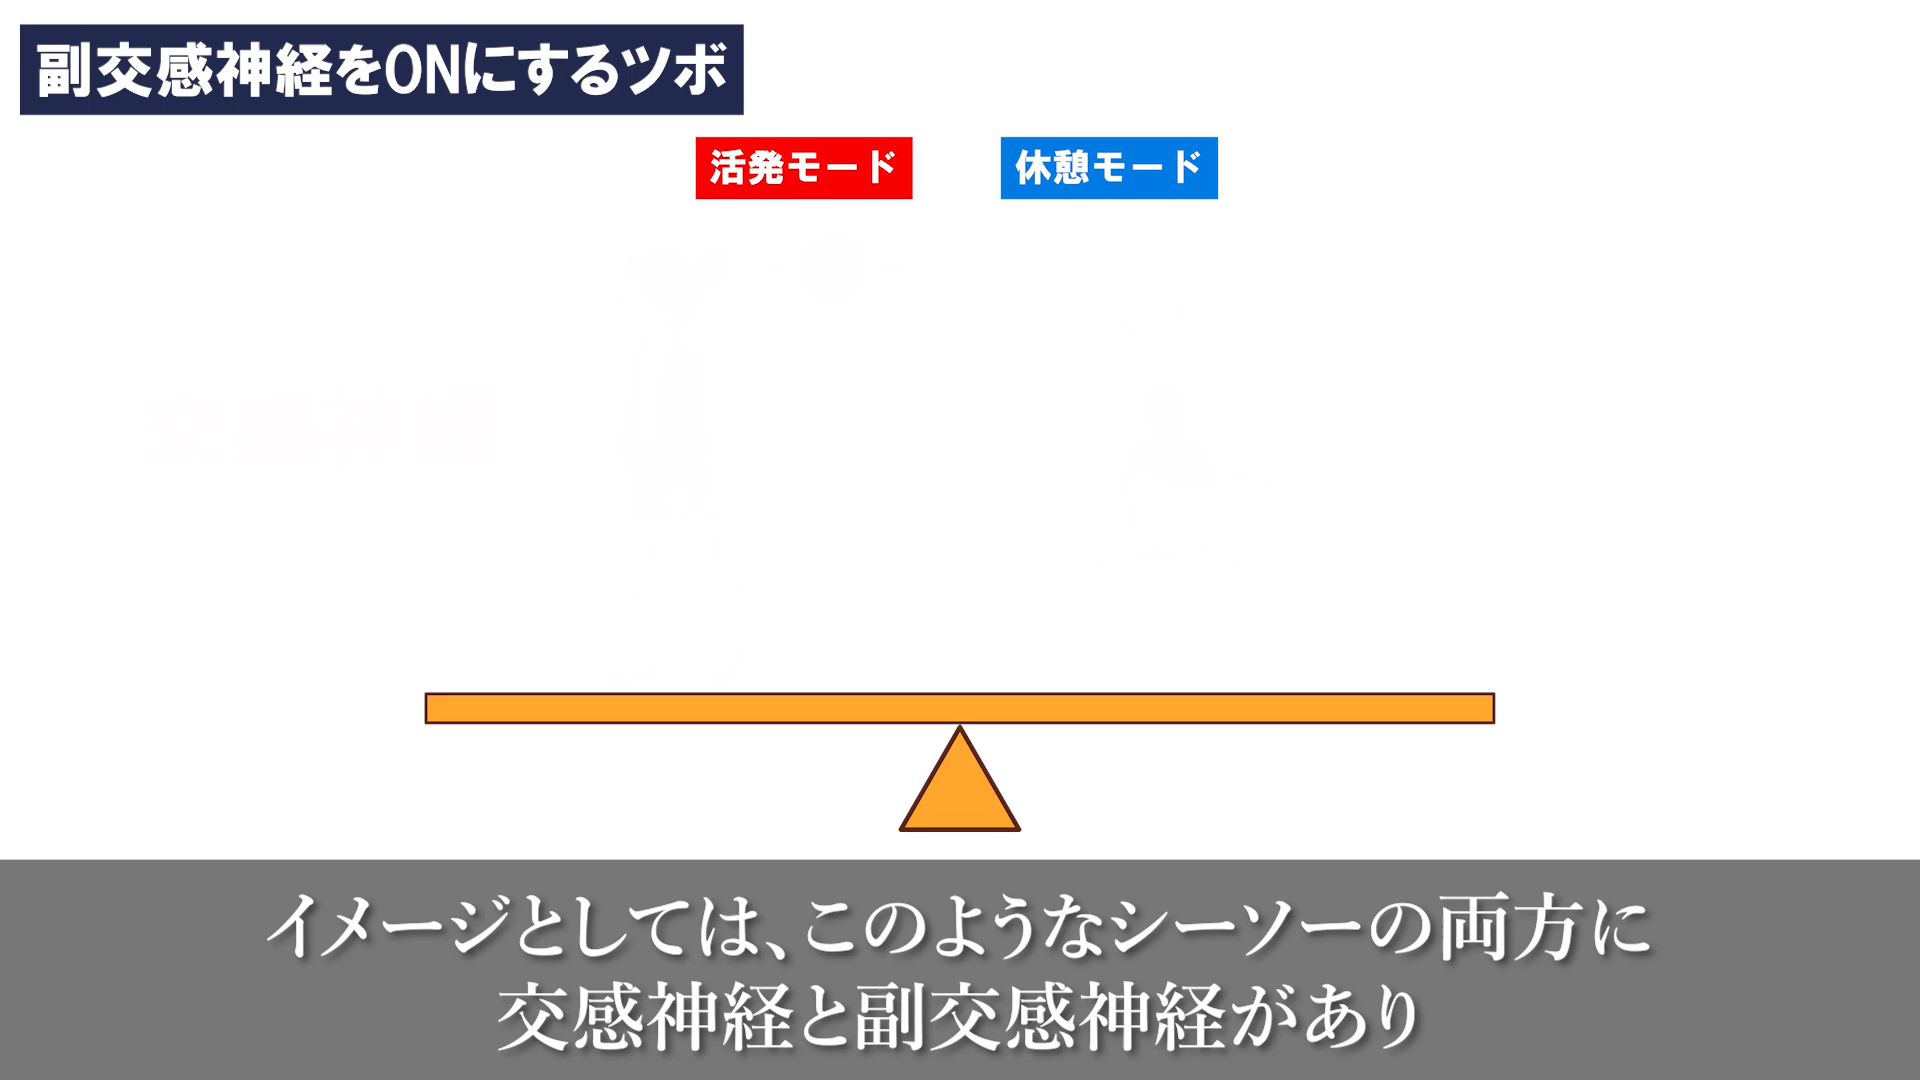 副交感神経をONにするツボ
活発モード
休憩モード
イメージとしては、このようなシーソーの両方に
交感神経と副交感神経があり